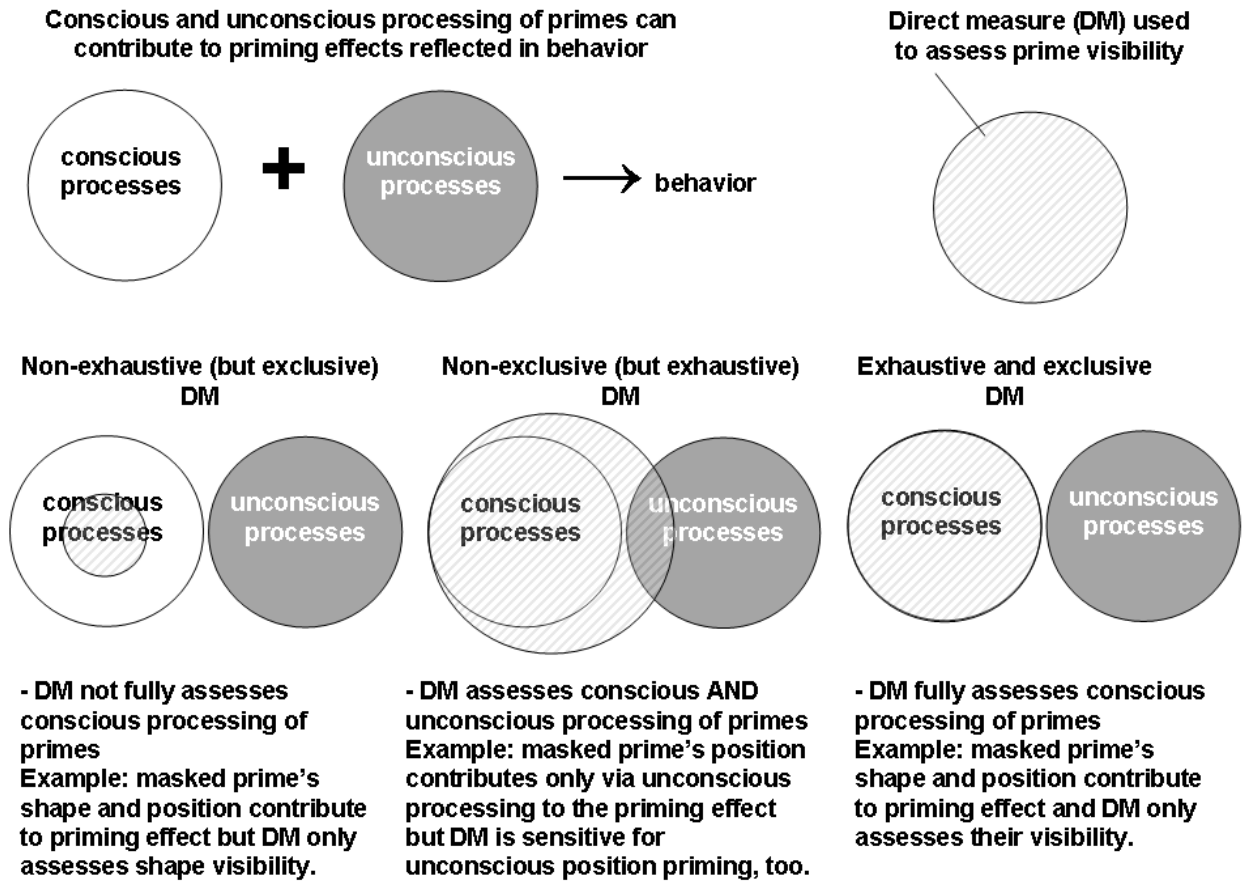 Conscious and unconscious processing of primes can
contribute to priming effects reflected in behavior
Direct measure (DM) used
to assess prime visibility
conscious
processes
+
unconscious
processes
behavior
Non-exhaustive (but exclusive)
DM
conscious
processes
unconscious
processes
- DM not fully assesses
conscious processing of
primes
Example: masked prime’s
shape and position contribute
to priming effect but DM only
assesses shape visibility.
Non-exclusive (but exhaustive)
DM
conscious
processes
unconscious
processes
- DM assesses conscious AND
unconscious processing of primes
Example: masked prime’s position
contributes only via unconscious
processing to the priming effect
but DM is sensitive for
unconscious position priming, too.
Exhaustive and exclusive
DM
conscious
processes
unconscious
processes
- DM fully assesses conscious
processing of primes
Example: masked prime’s
shape and position contribute
to priming effect and DM only
assesses their visibility.